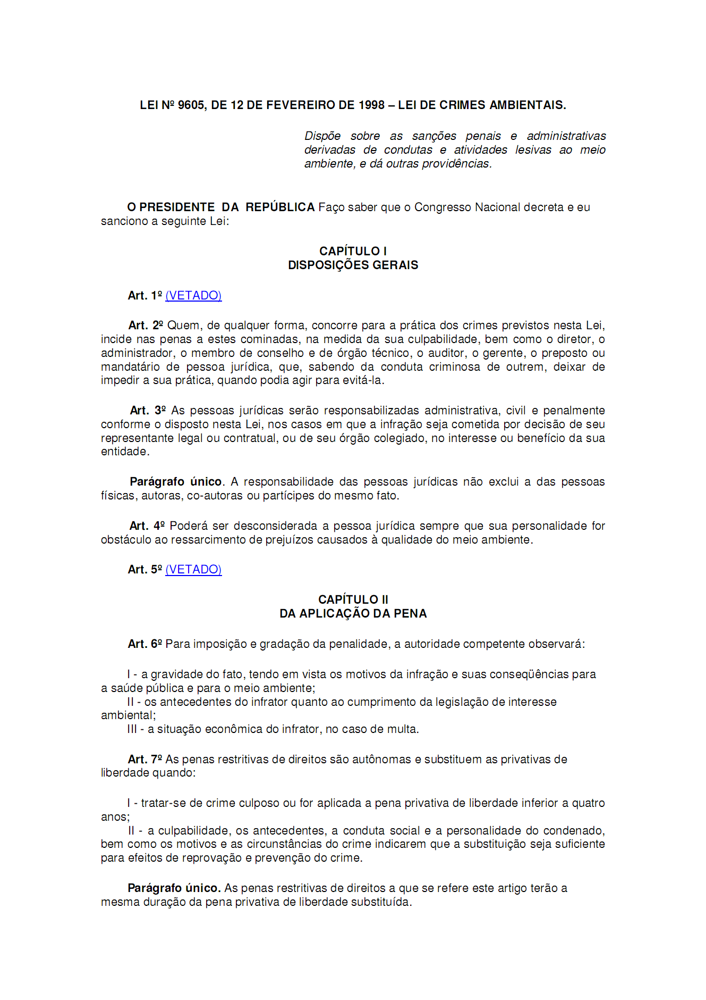 LEI Nº 9605, DE 12 DE FEVEREIRO DE 1998 – LEI DE CRIMES AMBIENTAIS.
Dispõe sobre as sanções penais e administrativas
derivadas de condutas e atividades lesivas ao meio
ambiente, e dá outras providências.
O PRESIDENTE DA REPÚBLICA Faço saber que o Congresso Nacional decreta e eu
sanciono a seguinte Lei:
CAPÍTULO I
DISPOSIÇÕES GERAIS
Art. 1º (VETADO)
Art. 2º Quem, de qualquer forma, concorre para a prática dos crimes previstos nesta Lei,
incide nas penas a estes cominadas, na medida da sua culpabilidade, bem como o diretor, o
administrador, o membro de conselho e de órgão técnico, o auditor, o gerente, o preposto ou
mandatário de pessoa jurídica, que, sabendo da conduta criminosa de outrem, deixar de
impedir a sua prática, quando podia agir para evitá-la.
Art. 3º As pessoas jurídicas serão responsabilizadas administrativa, civil e penalmente
conforme o disposto nesta Lei, nos casos em que a infração seja cometida por decisão de seu
representante legal ou contratual, ou de seu órgão colegiado, no interesse ou benefício da sua
entidade.
Parágrafo único. A responsabilidade das pessoas jurídicas não exclui a das pessoas
físicas, autoras, co-autoras ou partícipes do mesmo fato.
Art. 4º Poderá ser desconsiderada a pessoa jurídica sempre que sua personalidade for
obstáculo ao ressarcimento de prejuízos causados à qualidade do meio ambiente.
Art. 5º (VETADO)
CAPÍTULO II
DA APLICAÇÃO DA PENA
Art. 6º Para imposição e gradação da penalidade, a autoridade competente observará:
I - a gravidade do fato, tendo em vista os motivos da infração e suas conseqüências para
a saúde pública e para o meio ambiente;
II - os antecedentes do infrator quanto ao cumprimento da legislação de interesse
ambiental;
III - a situação econômica do infrator, no caso de multa.
Art. 7º As penas restritivas de direitos são autônomas e substituem as privativas de
liberdade quando:
I - tratar-se de crime culposo ou for aplicada a pena privativa de liberdade inferior a quatro
anos;
II - a culpabilidade, os antecedentes, a conduta social e a personalidade do condenado,
bem como os motivos e as circunstâncias do crime indicarem que a substituição seja suficiente
para efeitos de reprovação e prevenção do crime.
Parágrafo único. As penas restritivas de direitos a que se refere este artigo terão a
mesma duração da pena privativa de liberdade substituída.